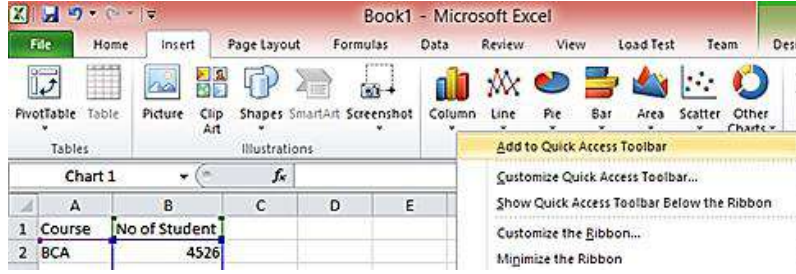 Book1 - Microsoft Excel
File Home Insert Page Layout Formulas Data Review View Load Test Team Des
PivotTable Table Picture Clip Art Shapes SmartArt Screenshot Column Line Pie Bar Area Scatter Other Charts
Tables Illustrations
Add to Quick Access Toolbar
Chart 1 fx
Customize Quick Access Toolbar...
Show Quick Access Toolbar Below the Ribbon
A B C D E
1 Course No of Student
Customize the Ribbon...
2 BCA 4526
Minimize the Ribbon